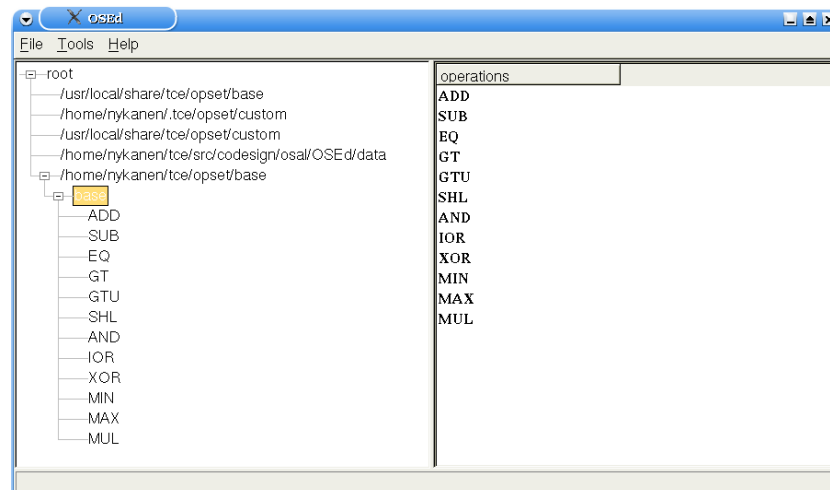 OSEd
File Tools Help
root
/usr/local/share/tce/opset/base
/home/nykanen/.tce/opset/custom
/usr/local/share/tce/opset/custom
/home/nykanen/tce/src/codesign/osal/OSEd/data
/home/nykanen/tce/opset/base
base
ADD
SUB
EQ
GT
GTU
SHL
AND
IOR
XOR
MIN
MAX
MUL
operations
ADD
SUB
EQ
GT
GTU
SHL
AND
IOR
XOR
MIN
MAX
MUL